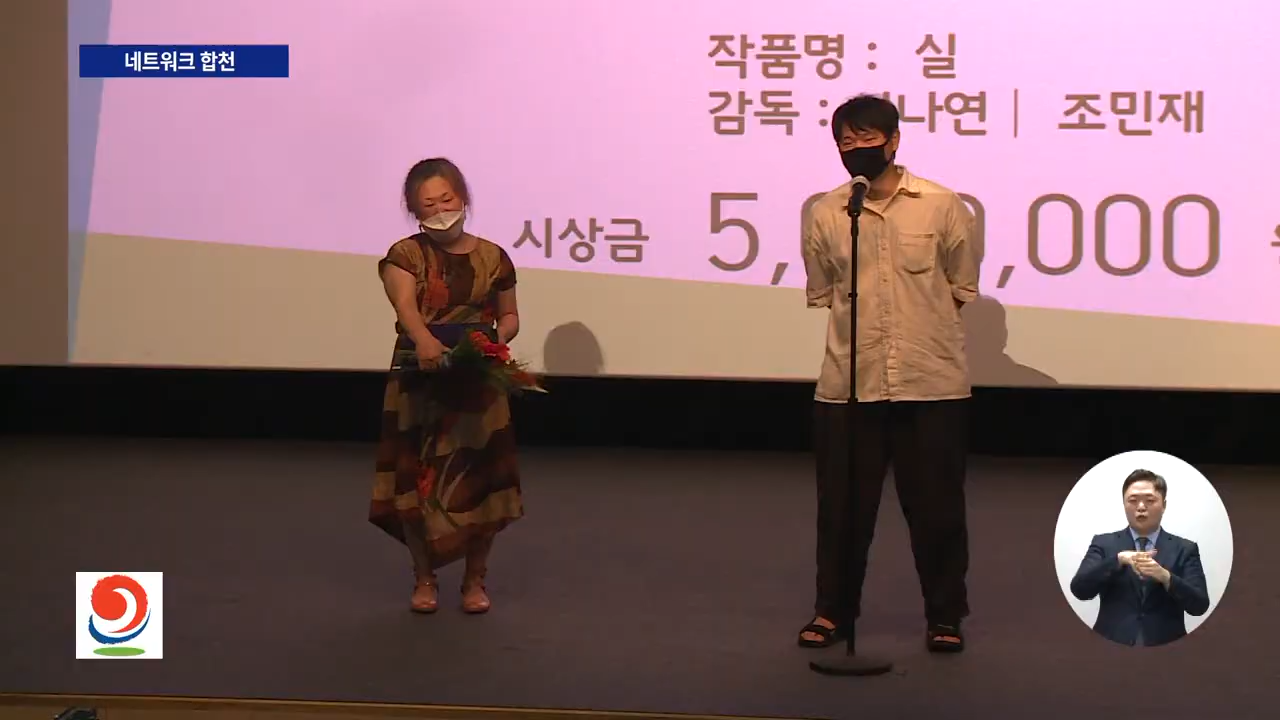 네트워크 합천
작품명 : 실
감독 : 나연 | 조민재
시상금 5, ,000